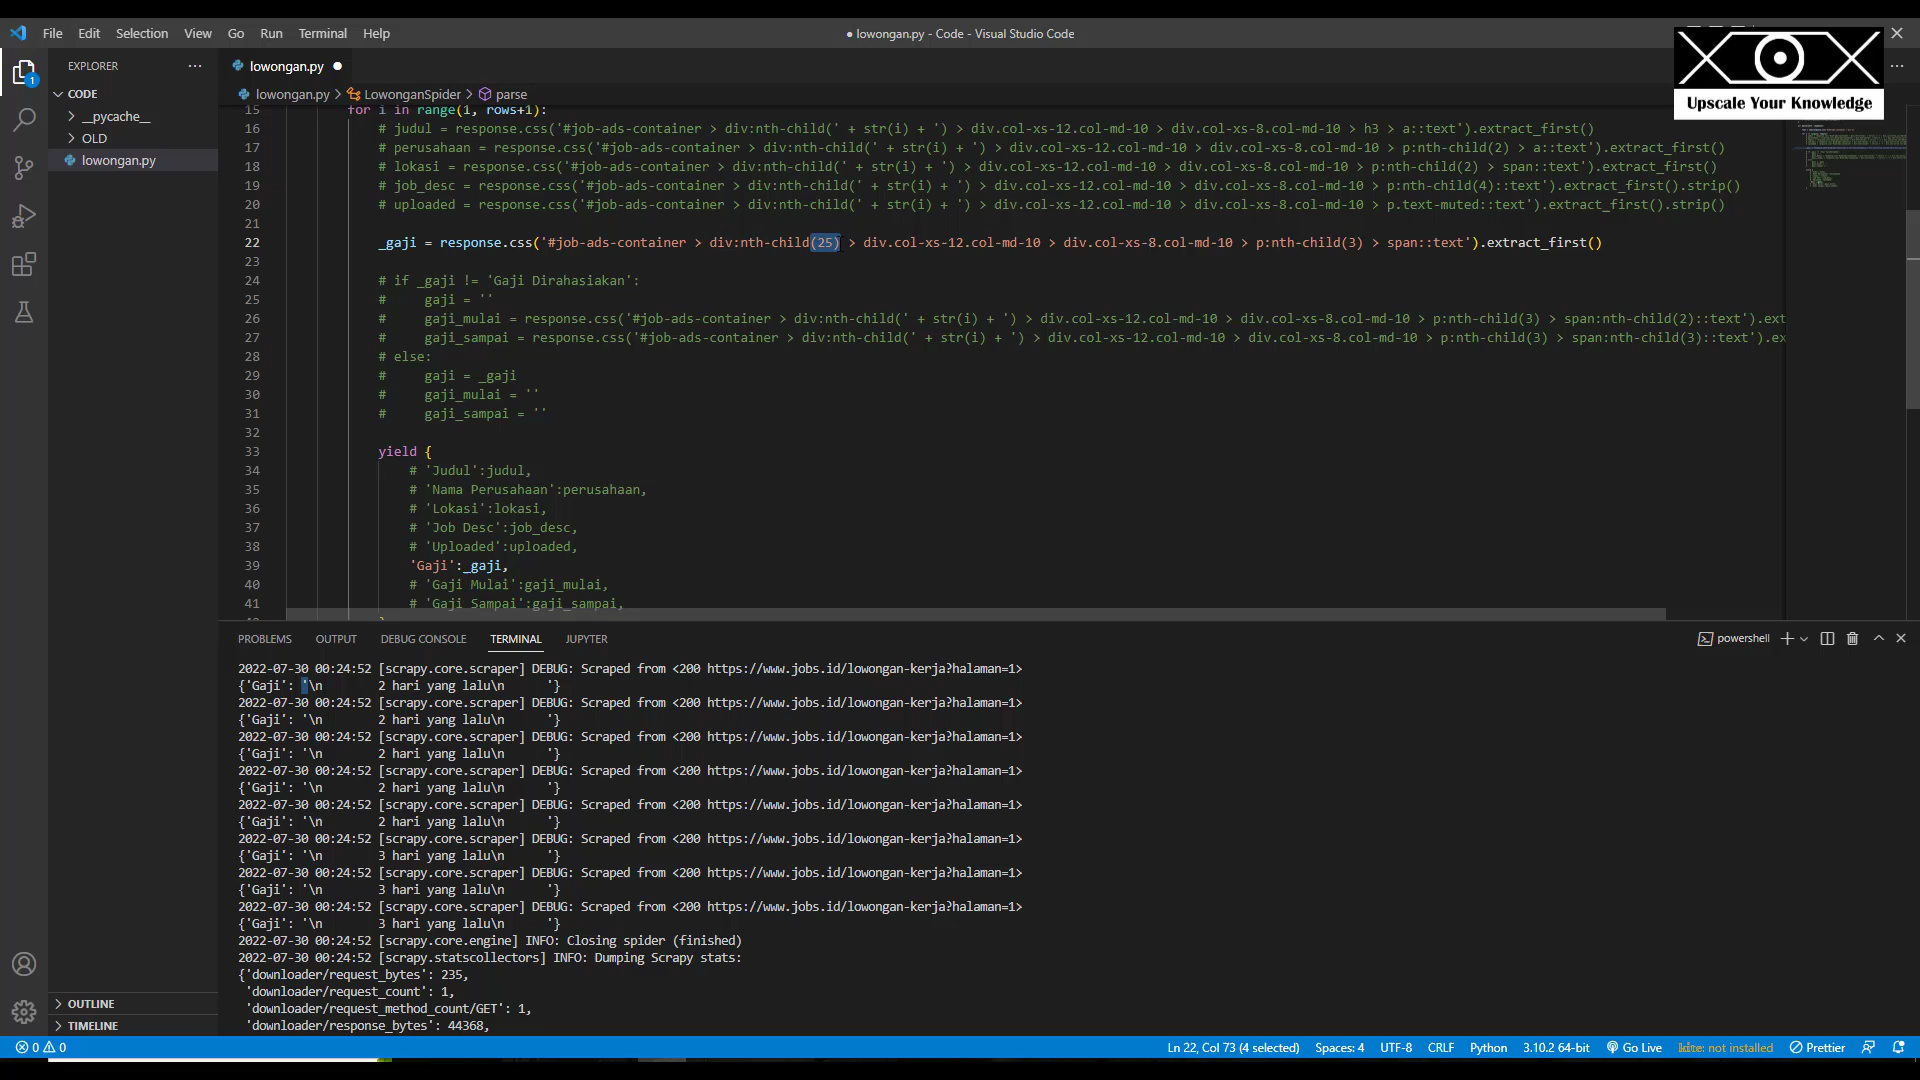 File Edit Selection View Go Run Terminal Help
● lowongan.py - Code - Visual Studio Code
Upscale Your Knowledge
EXPLORER
CODE
__pycache__
OLD
lowongan.py
OUTLINE
TIMELINE
1
lowongan.py ●
lowongan.py > LowonganSpider > parse
15 for i in range(1, rows+1):
16 # judul = response.css('#job-ads-container > div:nth-child(' + str(i) + ') > div.col-xs-12.col-md-10 > div.col-xs-8.col-md-10 > h3 > a::text').extract_first()
17 # perusahaan = response.css('#job-ads-container > div:nth-child(' + str(i) + ') > div.col-xs-12.col-md-10 > div.col-xs-8.col-md-10 > p:nth-child(2) > a::text').extract_first()
18 # lokasi = response.css('#job-ads-container > div:nth-child(' + str(i) + ') > div.col-xs-12.col-md-10 > div.col-xs-8.col-md-10 > p:nth-child(2) > span::text').extract_first()
19 # job_desc = response.css('#job-ads-container > div:nth-child(' + str(i) + ') > div.col-xs-12.col-md-10 > div.col-xs-8.col-md-10 > p:nth-child(4)::text').extract_first().strip()
20 # uploaded = response.css('#job-ads-container > div:nth-child(' + str(i) + ') > div.col-xs-12.col-md-10 > div.col-xs-8.col-md-10 > p.text-muted::text').extract_first().strip()
21
22 _gaji = response.css('#job-ads-container > div:nth-child(25) > div.col-xs-12.col-md-10 > div.col-xs-8.col-md-10 > p:nth-child(3) > span::text').extract_first()
23
24 # if _gaji != 'Gaji Dirahasiakan':
25 # gaji = ''
26 # gaji_mulai = response.css('#job-ads-container > div:nth-child(' + str(i) + ') > div.col-xs-12.col-md-10 > div.col-xs-8.col-md-10 > p:nth-child(3) > span:nth-child(2)::text').ext
27 # gaji_sampai = response.css('#job-ads-container > div:nth-child(' + str(i) + ') > div.col-xs-12.col-md-10 > div.col-xs-8.col-md-10 > p:nth-child(3) > span:nth-child(3)::text').ex
28 # else:
29 # gaji = _gaji
30 # gaji_mulai = ''
31 # gaji_sampai = ''
32
33 yield {
34 # 'Judul':judul,
35 # 'Nama Perusahaan':perusahaan,
36 # 'Lokasi':lokasi,
37 # 'Job Desc':job_desc,
38 # 'Uploaded':uploaded,
39 'Gaji':_gaji,
40 # 'Gaji Mulai':gaji_mulai,
41 # 'Gaji Sampai':gaji_sampai,
PROBLEMS OUTPUT DEBUG CONSOLE TERMINAL JUPYTER
powershell
2022-07-30 00:24:52 [scrapy.core.scraper] DEBUG: Scraped from <200 https://www.jobs.id/lowongan-kerja?halaman=1>
{'Gaji': '\n 2 hari yang lalu\n '}
2022-07-30 00:24:52 [scrapy.core.scraper] DEBUG: Scraped from <200 https://www.jobs.id/lowongan-kerja?halaman=1>
{'Gaji': '\n 2 hari yang lalu\n '}
2022-07-30 00:24:52 [scrapy.core.scraper] DEBUG: Scraped from <200 https://www.jobs.id/lowongan-kerja?halaman=1>
{'Gaji': '\n 2 hari yang lalu\n '}
2022-07-30 00:24:52 [scrapy.core.scraper] DEBUG: Scraped from <200 https://www.jobs.id/lowongan-kerja?halaman=1>
{'Gaji': '\n 2 hari yang lalu\n '}
2022-07-30 00:24:52 [scrapy.core.scraper] DEBUG: Scraped from <200 https://www.jobs.id/lowongan-kerja?halaman=1>
{'Gaji': '\n 2 hari yang lalu\n '}
2022-07-30 00:24:52 [scrapy.core.scraper] DEBUG: Scraped from <200 https://www.jobs.id/lowongan-kerja?halaman=1>
{'Gaji': '\n 3 hari yang lalu\n '}
2022-07-30 00:24:52 [scrapy.core.scraper] DEBUG: Scraped from <200 https://www.jobs.id/lowongan-kerja?halaman=1>
{'Gaji': '\n 3 hari yang lalu\n '}
2022-07-30 00:24:52 [scrapy.core.scraper] DEBUG: Scraped from <200 https://www.jobs.id/lowongan-kerja?halaman=1>
{'Gaji': '\n 3 hari yang lalu\n '}
2022-07-30 00:24:52 [scrapy.core.engine] INFO: Closing spider (finished)
2022-07-30 00:24:52 [scrapy.statscollectors] INFO: Dumping Scrapy stats:
{'downloader/request_bytes': 235,
'downloader/request_count': 1,
'downloader/request_method_count/GET': 1,
'downloader/response_bytes': 44368,
0 0 Ln 22, Col 73 (4 selected) Spaces: 4 UTF-8 CRLF Python 3.10.2 64-bit Go Live kite: not installed Prettier